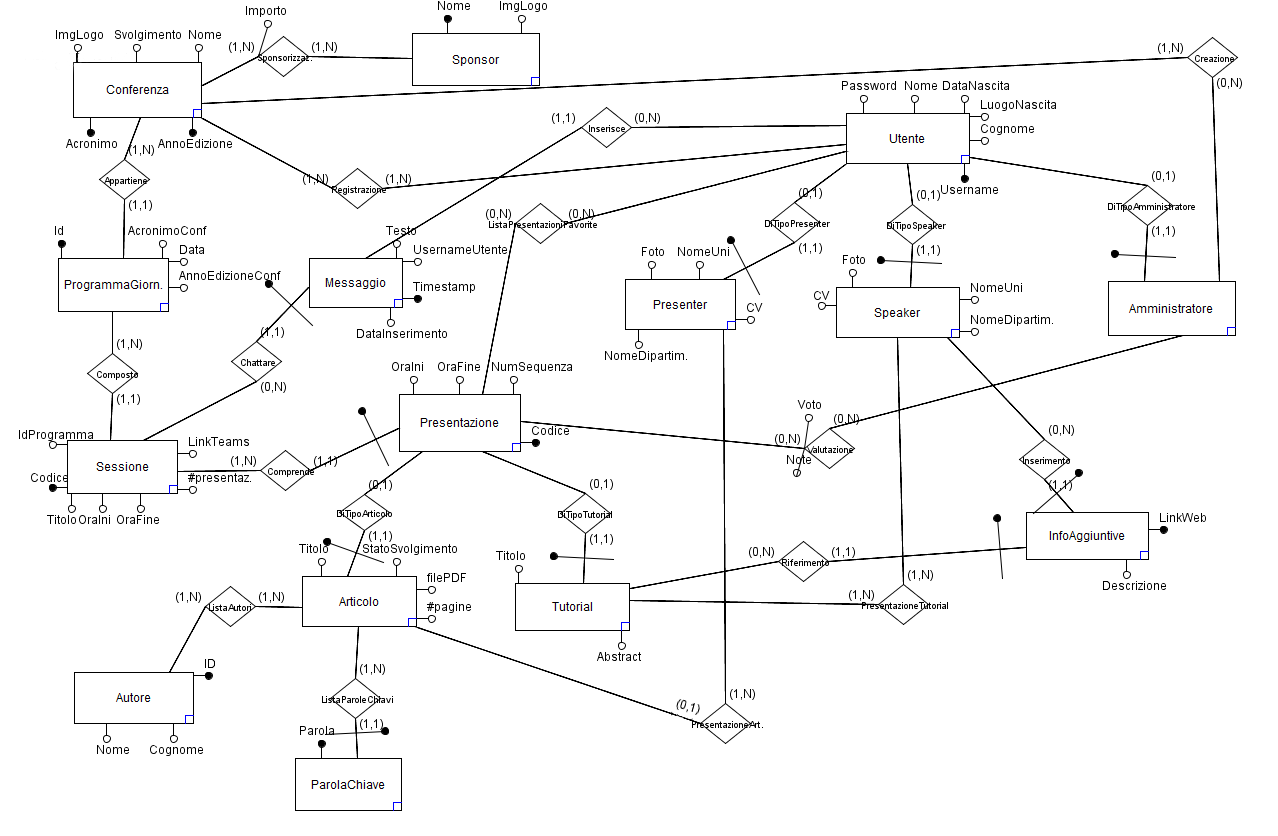 Importo
Nome
ImgLogo
ImgLogo
Svolgimento
Nome
(1,N)
(1,N)
Sponsorizzaz.
Sponsor
(1,N)
Creazione
(0,N)
Conferenza
Acronimo
AnnoEdizione
Password
Nome
DataNascita
LuogoNascita
Cognome
Utente
Username
(1,1)
Inserisce
(0,N)
(1,N)
Appartiene
(1,1)
(1,N)
Registrazione
(1,N)
(0,N)
ListaPresentazioniFavorite
(0,N)
(0,1)
DiTipoPresenter
(1,1)
(0,1)
DiTipoSpeaker
(1,1)
(0,1)
DiTipoAmministratore
(1,1)
Id
AcronimoConf
Data
AnnoEdizioneConf
ProgrammaGiorn.
Testo
UsernameUtente
Messaggio
Timestamp
DataInserimento
Foto
NomeUni
Presenter
CV
NomeDipartim.
Foto
CV
Speaker
NomeUni
NomeDipartim.
Amministratore
(1,N)
Composto
(1,1)
(1,1)
Chattare
(0,N)
OraIni
OraFine
NumSequenza
Presentazione
Codice
Voto
(0,N)
(0,N)
Valutazione
Note
(0,N)
Inserimento
(1,1)
IdProgramma
Sessione
LinkTeams
Codice
#presentaz.
Titolo
OraIni
OraFine
(1,N)
Comprende
(1,1)
(0,1)
DiTipoArticolo
(1,1)
(0,1)
DiTipoTutorial
(1,1)
InfoAggiuntive
LinkWeb
Descrizione
(0,N)
Riferimento
(1,1)
Titolo
StatoSvolgimento
filePDF
Articolo
#pagine
Titolo
Tutorial
Abstract
(1,N)
(1,N)
PresentazioneTutorial
(1,N)
ListaAutori
(1,N)
ID
Autore
Nome
Cognome
(1,N)
ListaParoleChiavi
(1,1)
Parola
ParolaChiave
(0,1)
(1,N)
PresentazioneArt.